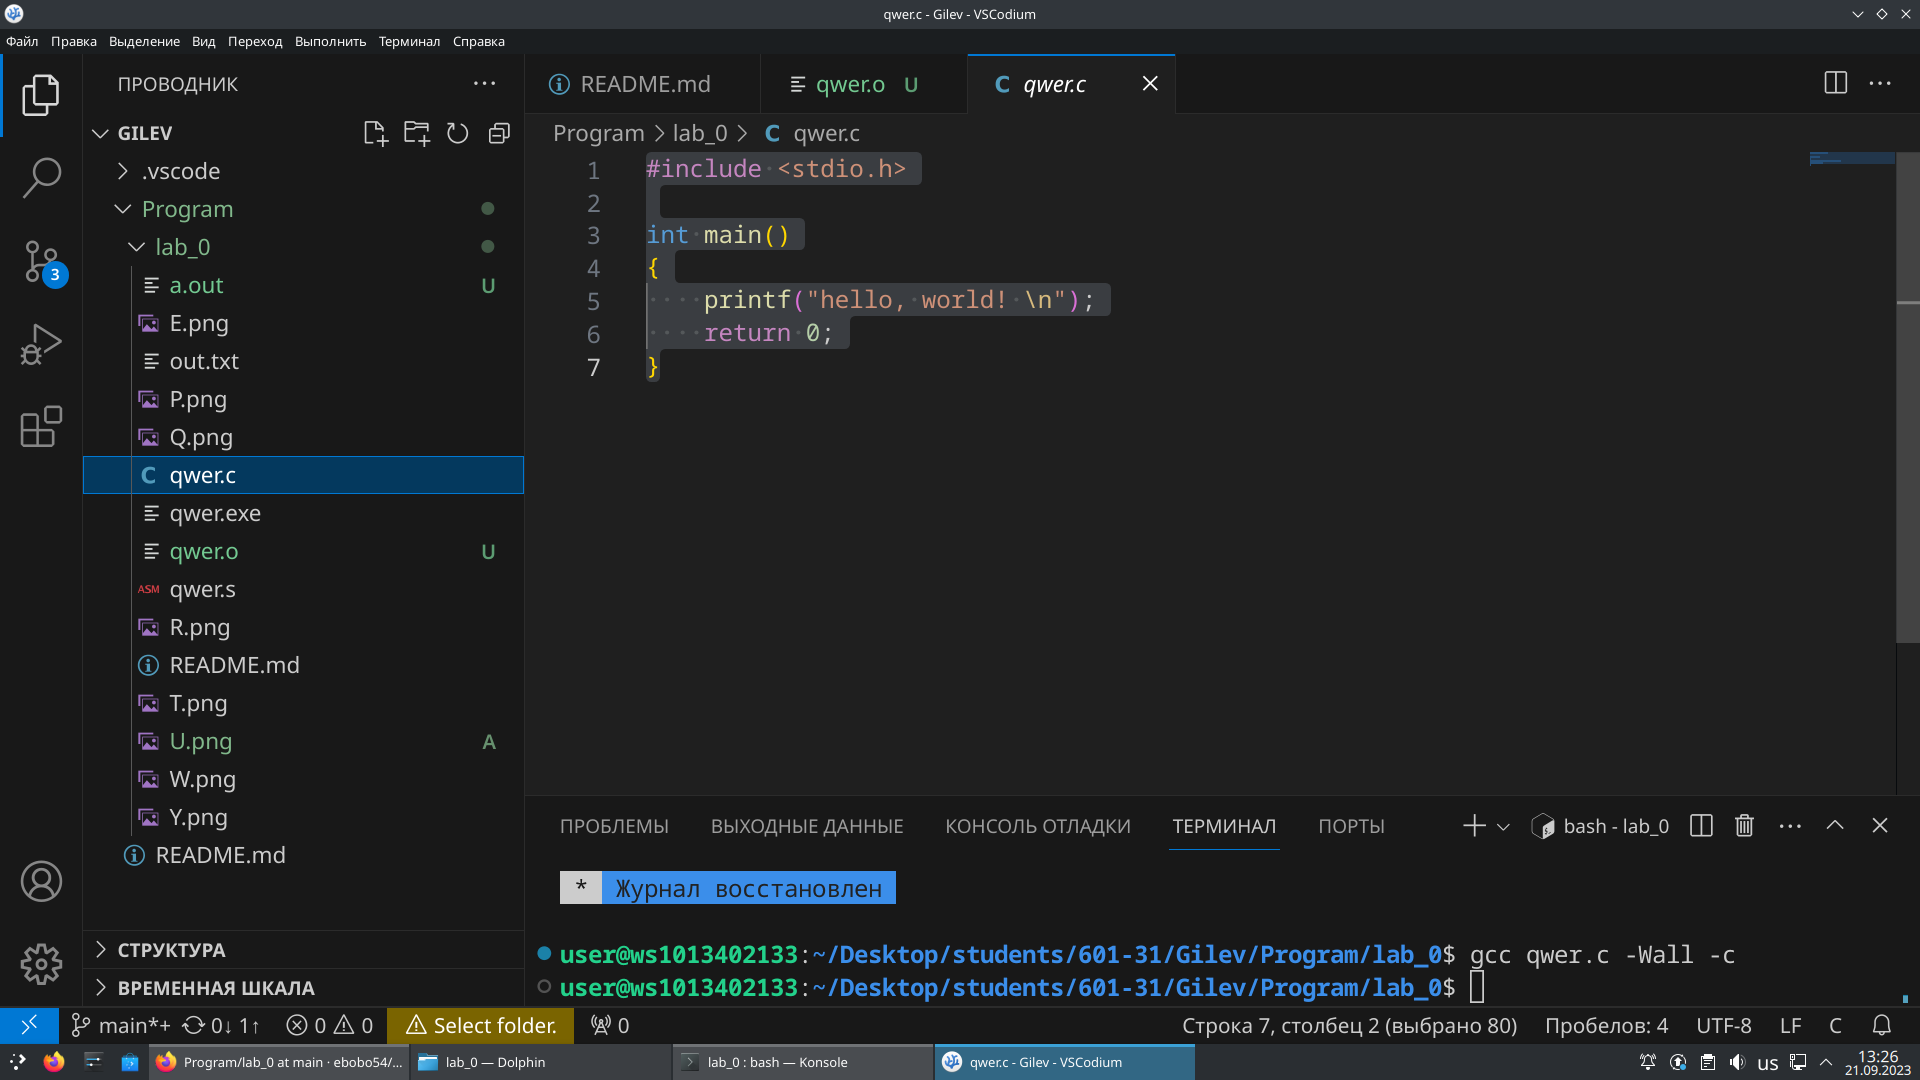 qwer.c - Gilev - VSCodium
Файл Правка Выделение Вид Переход Выполнить Терминал Справка
ПРОВОДНИК
GILEV
.vscode
Program
lab_0
a.out U
E.png
out.txt
P.png
Q.png
C qwer.c
qwer.exe
qwer.o U
ASM qwer.s
R.png
README.md
T.png
U.png A
W.png
Y.png
README.md
СТРУКТУРА
ВРЕМЕННАЯ ШКАЛА
3
README.md qwer.o U C qwer.c
Program > lab_0 > C qwer.c
1 #include <stdio.h>
2
3 int main()
4 {
5 printf("hello, world! \n");
6 return 0;
7 }
ПРОБЛЕМЫ ВЫХОДНЫЕ ДАННЫЕ КОНСОЛЬ ОТЛАДКИ ТЕРМИНАЛ ПОРТЫ bash - lab_0
* Журнал восстановлен
user@ws1013402133:~/Desktop/students/601-31/Gilev/Program/lab_0$ gcc qwer.c -Wall -c
user@ws1013402133:~/Desktop/students/601-31/Gilev/Program/lab_0$
main*+ 0↓ 1↑ 0 0 Select folder. 0 Строка 7, столбец 2 (выбрано 80) Пробелов: 4 UTF-8 LF C
Program/lab_0 at main · ebobo54/... lab_0 — Dolphin lab_0 : bash — Konsole qwer.c - Gilev - VSCodium us 13:26
21.09.2023